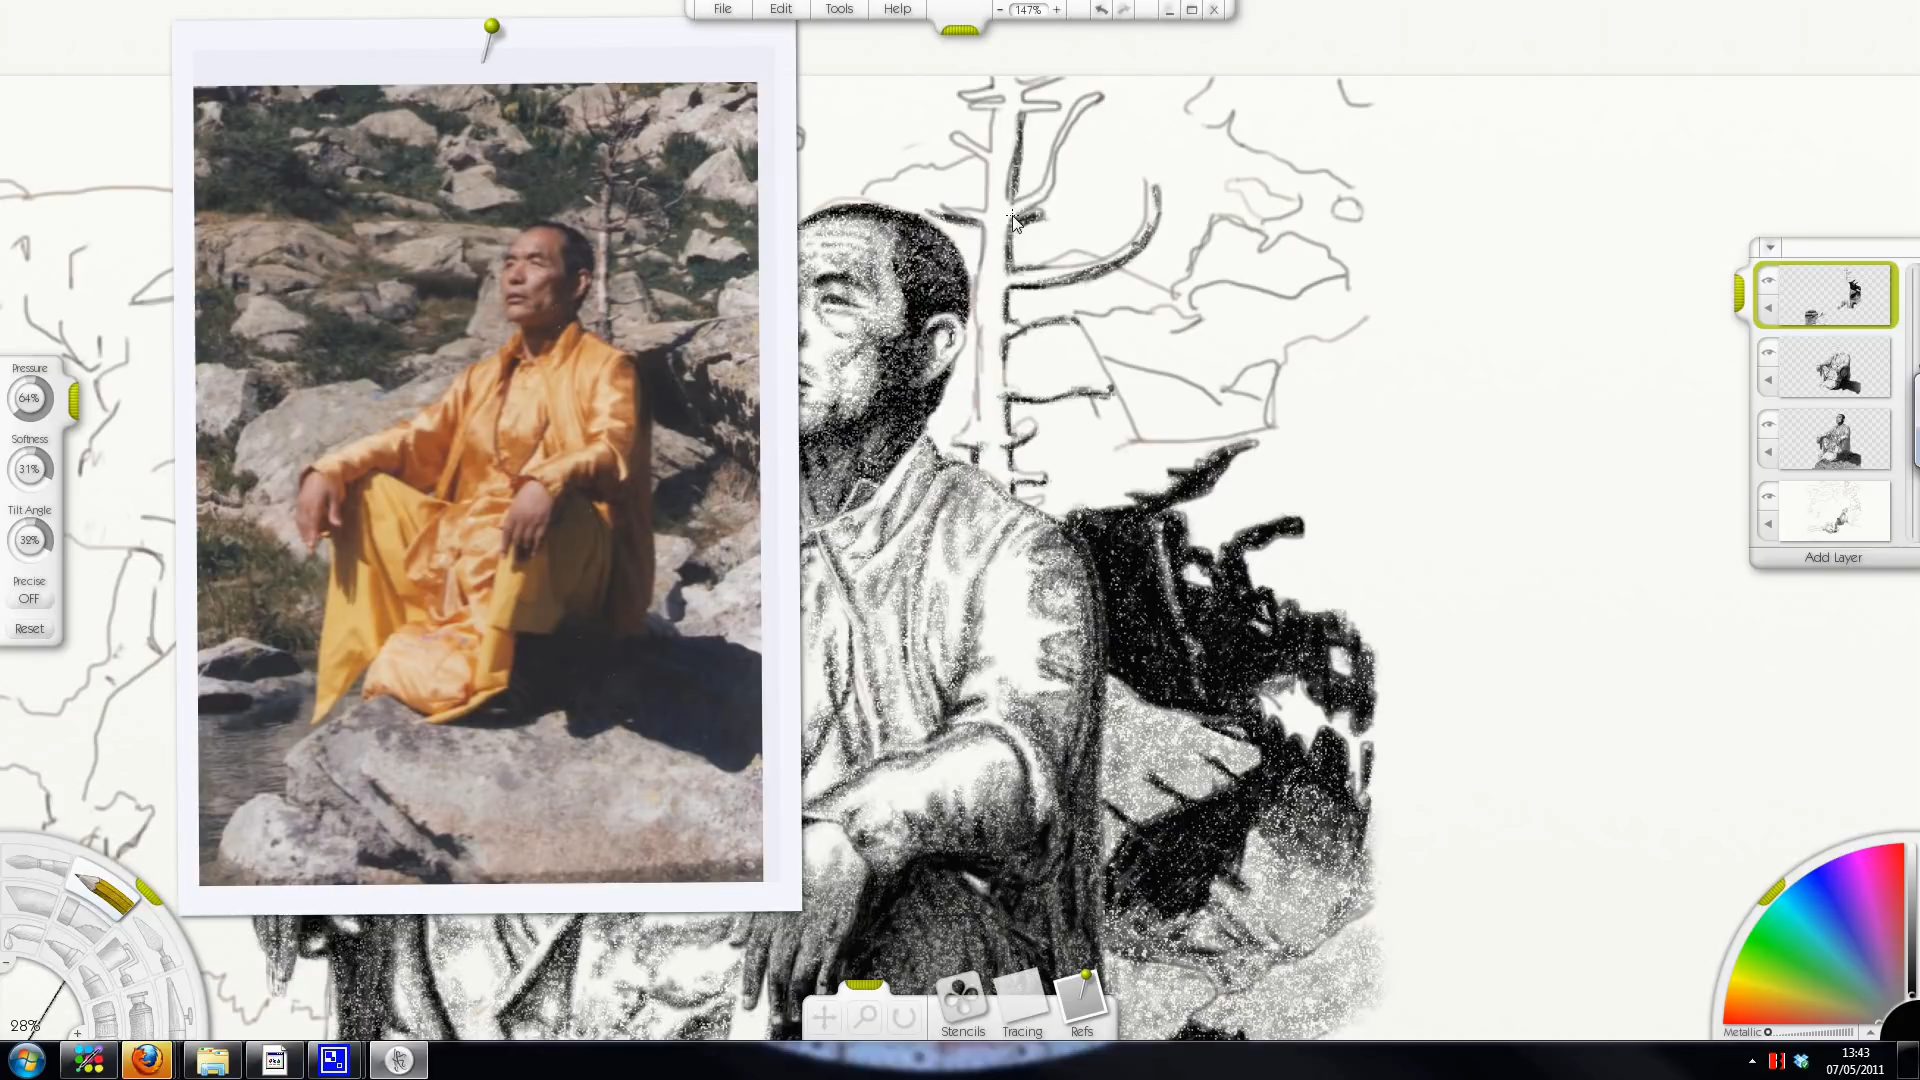 File Edit Tools Help
147%
Pressure
64%
Softness
31%
Tilt Angle
32%
Precise
OFF
Reset
Add Layer
28%
Stencils Tracing Refs
Metallic
13:43
07/05/2011